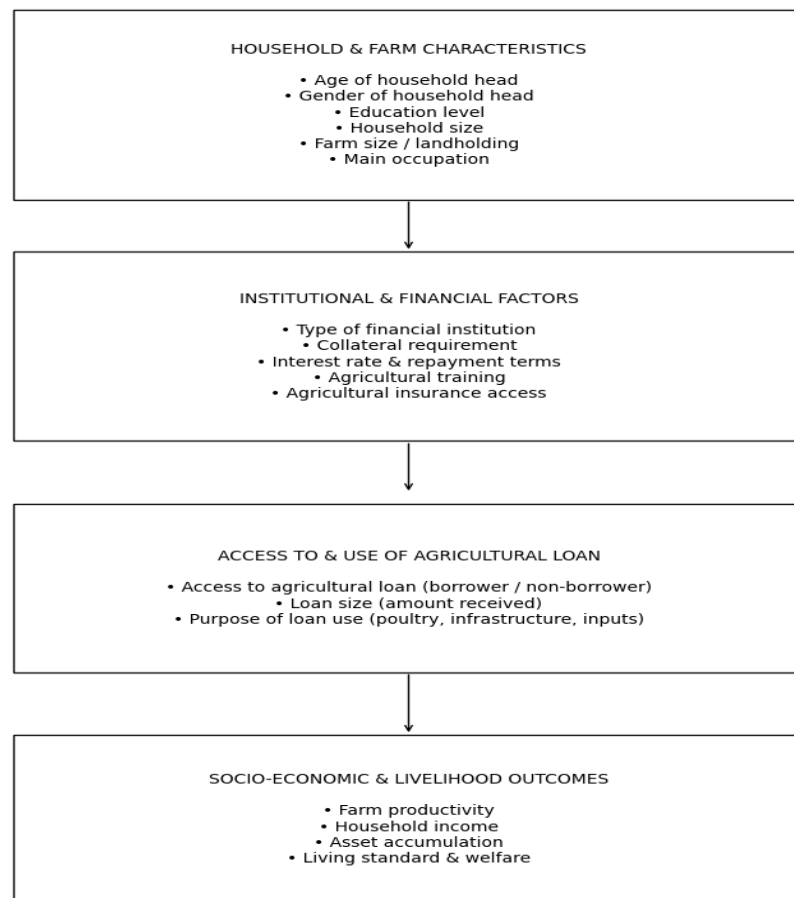 HOUSEHOLD & FARM CHARACTERISTICS
• Age of household head
• Gender of household head
• Education level
• Household size
• Farm size / landholding
• Main occupation
INSTITUTIONAL & FINANCIAL FACTORS
• Type of financial institution
• Collateral requirement
• Interest rate & repayment terms
• Agricultural training
• Agricultural insurance access
ACCESS TO & USE OF AGRICULTURAL LOAN
• Access to agricultural loan (borrower / non-borrower)
• Loan size (amount received)
• Purpose of loan use (poultry, infrastructure, inputs)
SOCIO-ECONOMIC & LIVELIHOOD OUTCOMES
• Farm productivity
• Household income
• Asset accumulation
• Living standard & welfare